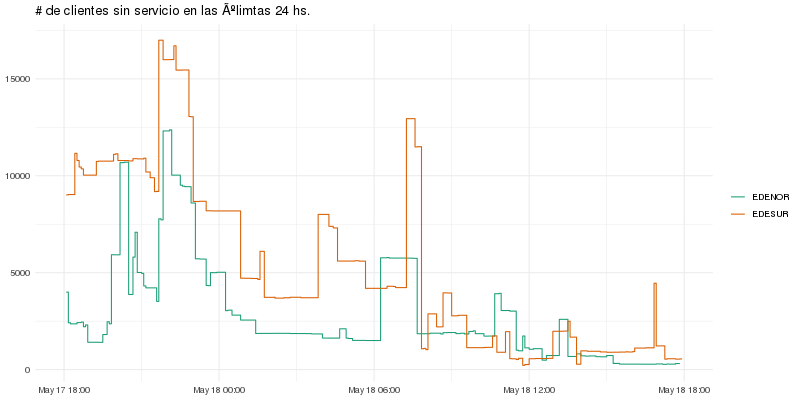 # de clientes sin servicio en las Ãºlimtas 24 hs.
15000
10000
5000
0
May 17 18:00
May 18 00:00
May 18 06:00
May 18 12:00
May 18 18:00
EDENOR
EDESUR